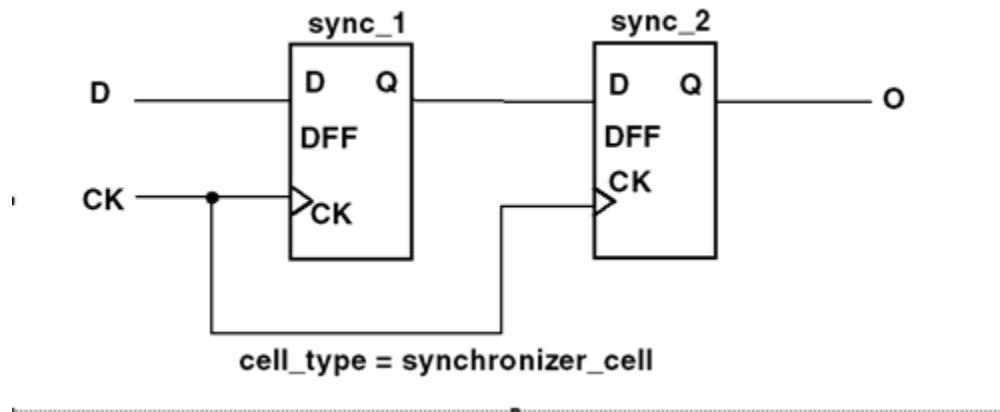 sync_1 sync_2
D D Q D Q O
DFF DFF
CK CK CK
cell_type = synchronizer_cell